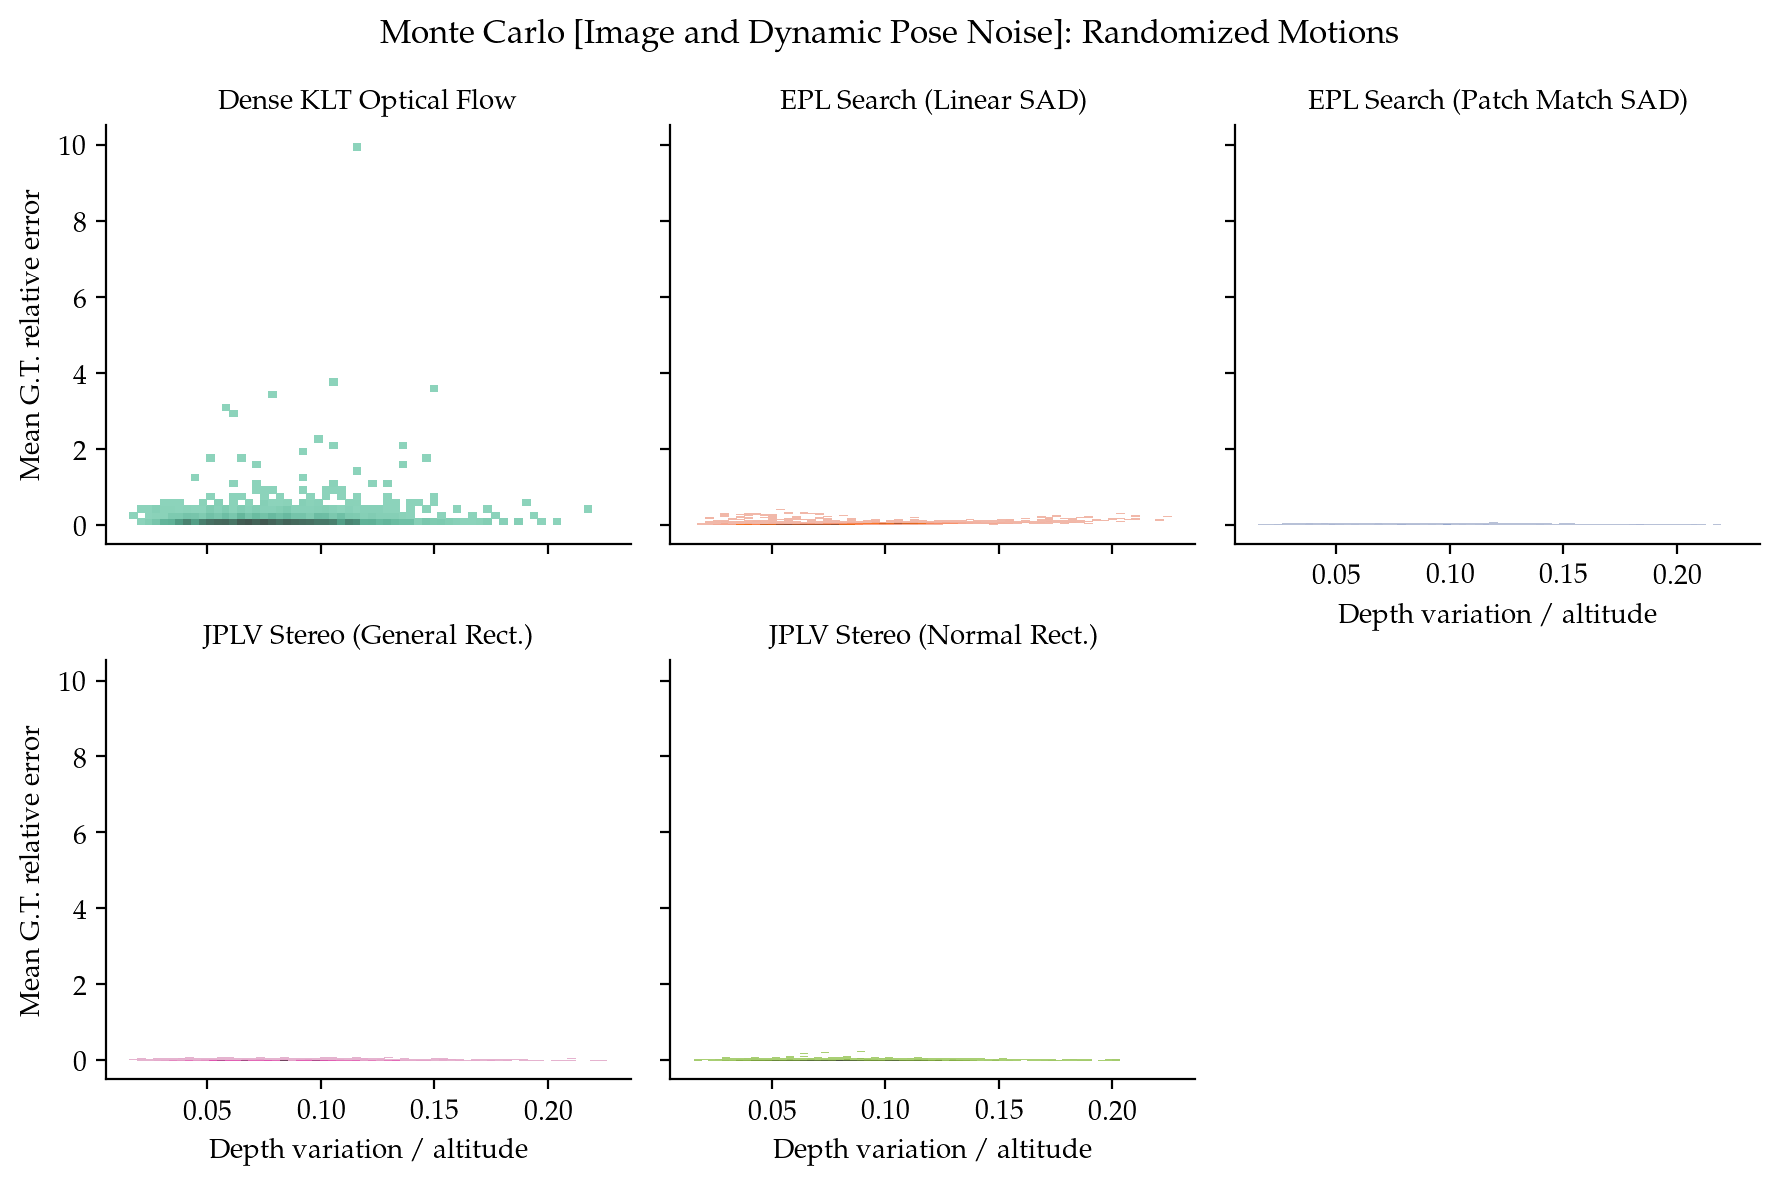 Monte Carlo [Image and Dynamic Pose Noise]: Randomized Motions
Dense KLT Optical Flow
EPL Search (Linear SAD)
EPL Search (Patch Match SAD)
Mean G.T. relative error
10
8
6
4
2
0
0.05 0.10 0.15 0.20
Depth variation / altitude
JPLV Stereo (General Rect.)
JPLV Stereo (Normal Rect.)
Mean G.T. relative error
10
8
6
4
2
0
0.05 0.10 0.15 0.20
Depth variation / altitude
0.05 0.10 0.15 0.20
Depth variation / altitude